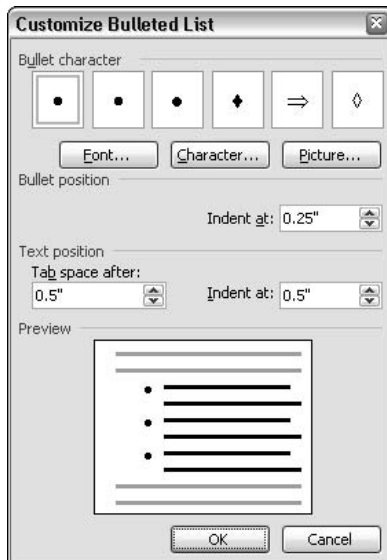 Customize Bulleted List
Bullet character
Font... Character... Picture...
Bullet position
Indent at: 0.25"
Text position
Tab space after:
0.5" Indent at: 0.5"
Preview
OK Cancel